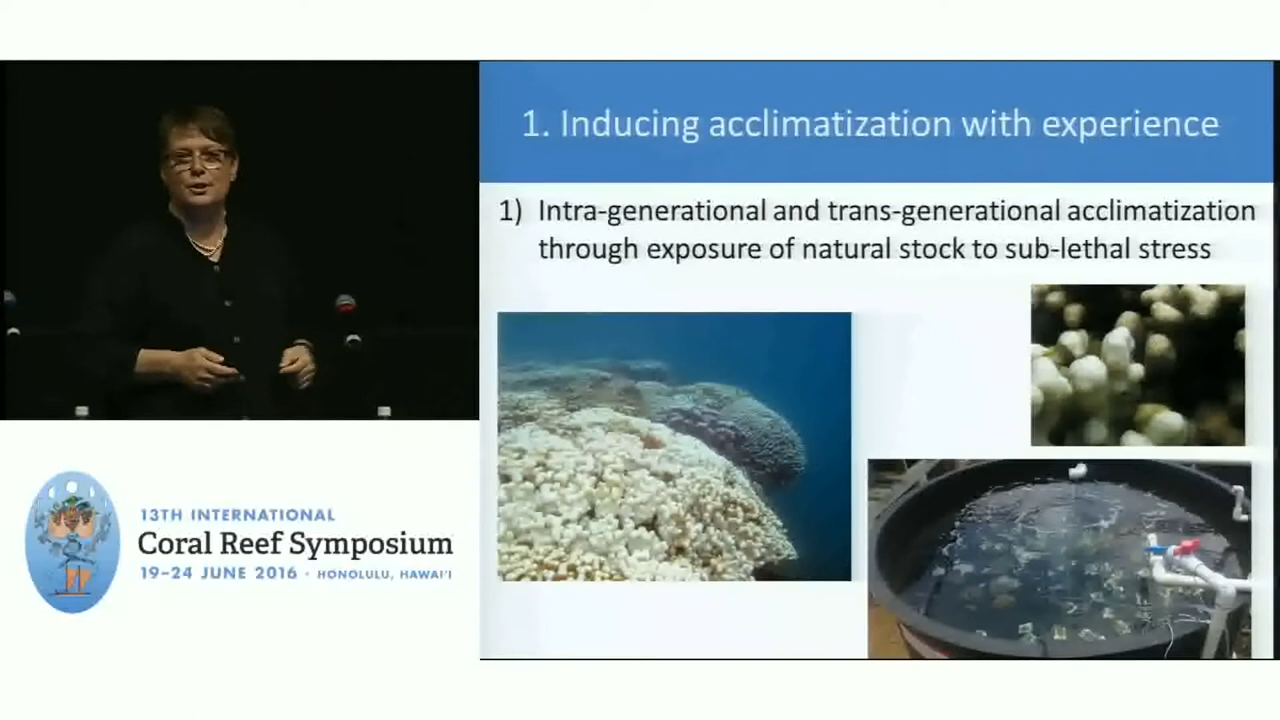 1. Inducing acclimatization with experience
1) Intra-generational and trans-generational acclimatization
through exposure of natural stock to sub-lethal stress
13TH INTERNATIONAL
Coral Reef Symposium
19–24 JUNE 2016 · HONOLULU, HAWAI'I